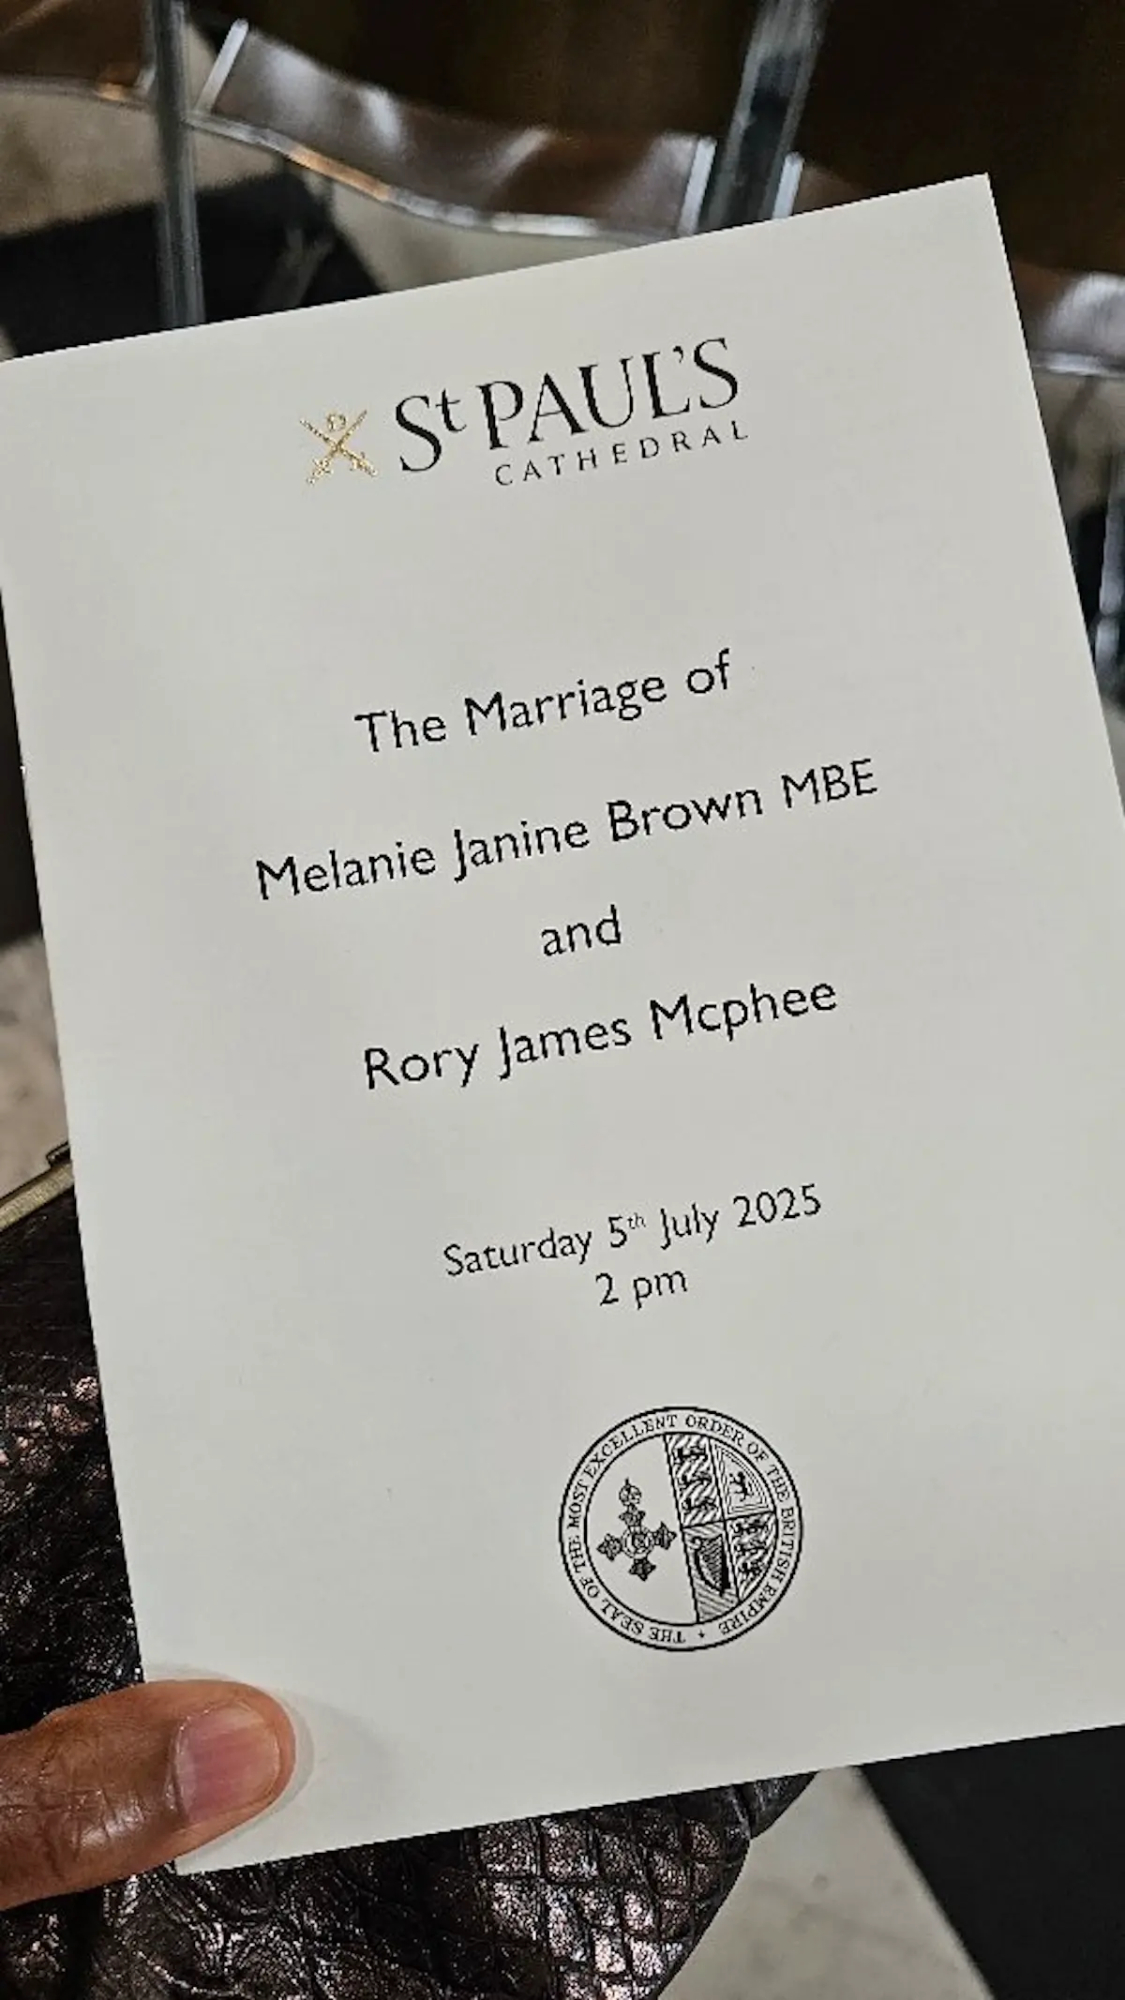 St PAUL'S
CATHEDRAL
The Marriage of
Melanie Janine Brown MBE
and
Rory James Mcphee
Saturday 5th July 2025
2 pm
THE SEAL OF THE MOST EXCELLENT ORDER OF THE BRITISH EMPIRE